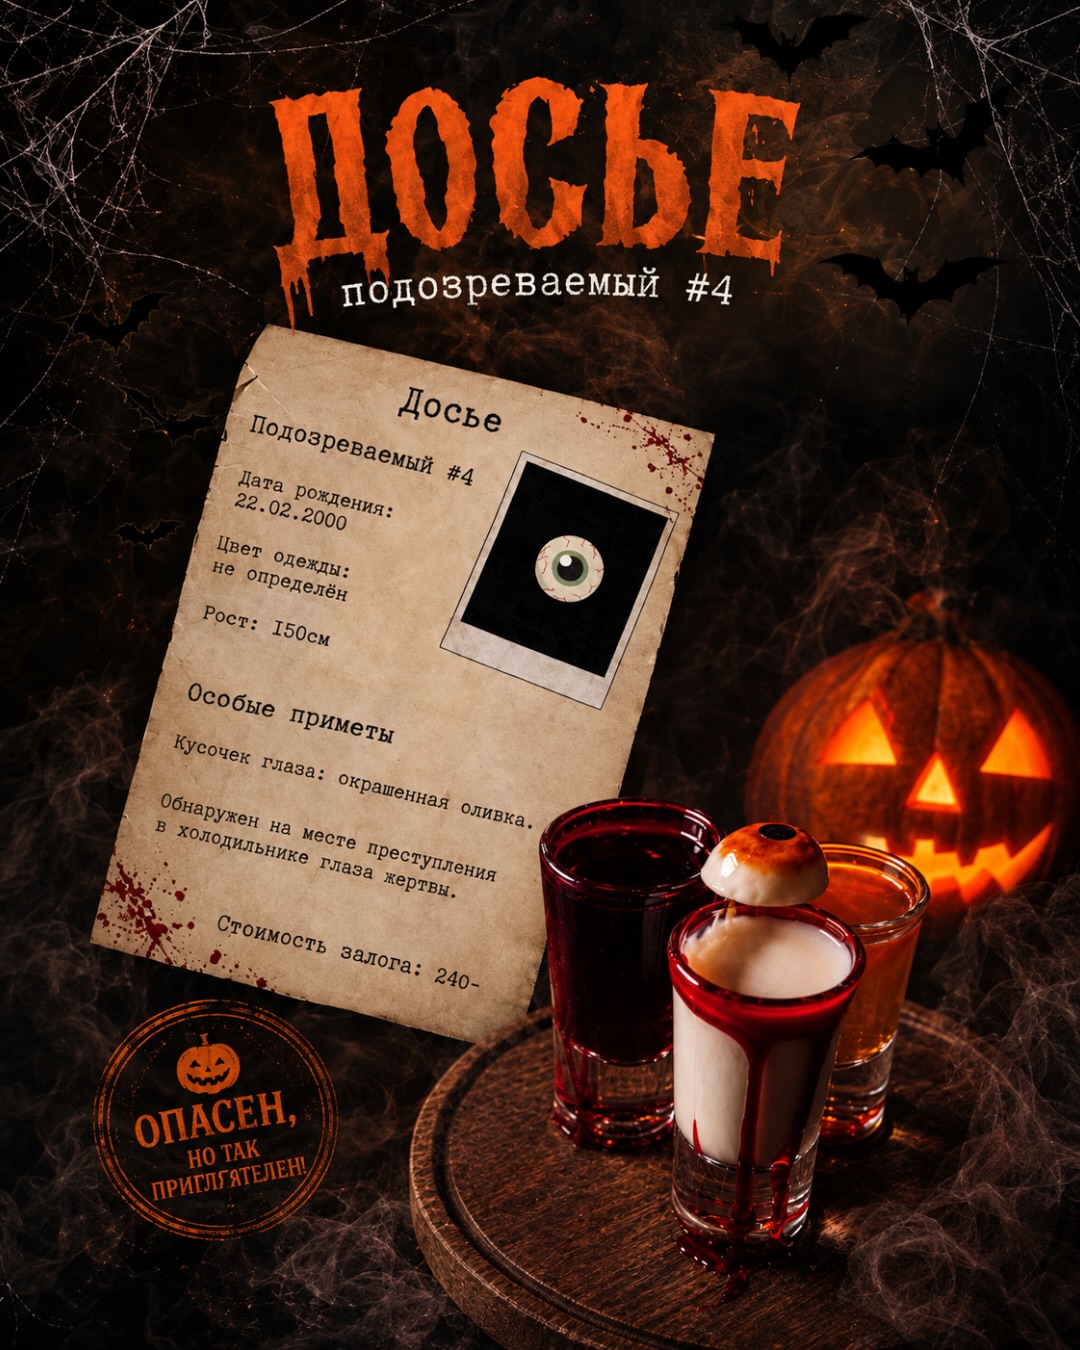 ДОСЬЕ
подозреваемый #4
Досье
Подозреваемый #4
Дата рождения:
22.02.2000
Цвет одежды:
не определён
Рост: 150см
Особые приметы
Кусочек глаза: окрашенная оливка.
Обнаружен на месте преступления
в холодильнике глаза жертвы.
Стоимость залога: 240-
ОПАСЕН,
НО ТАК